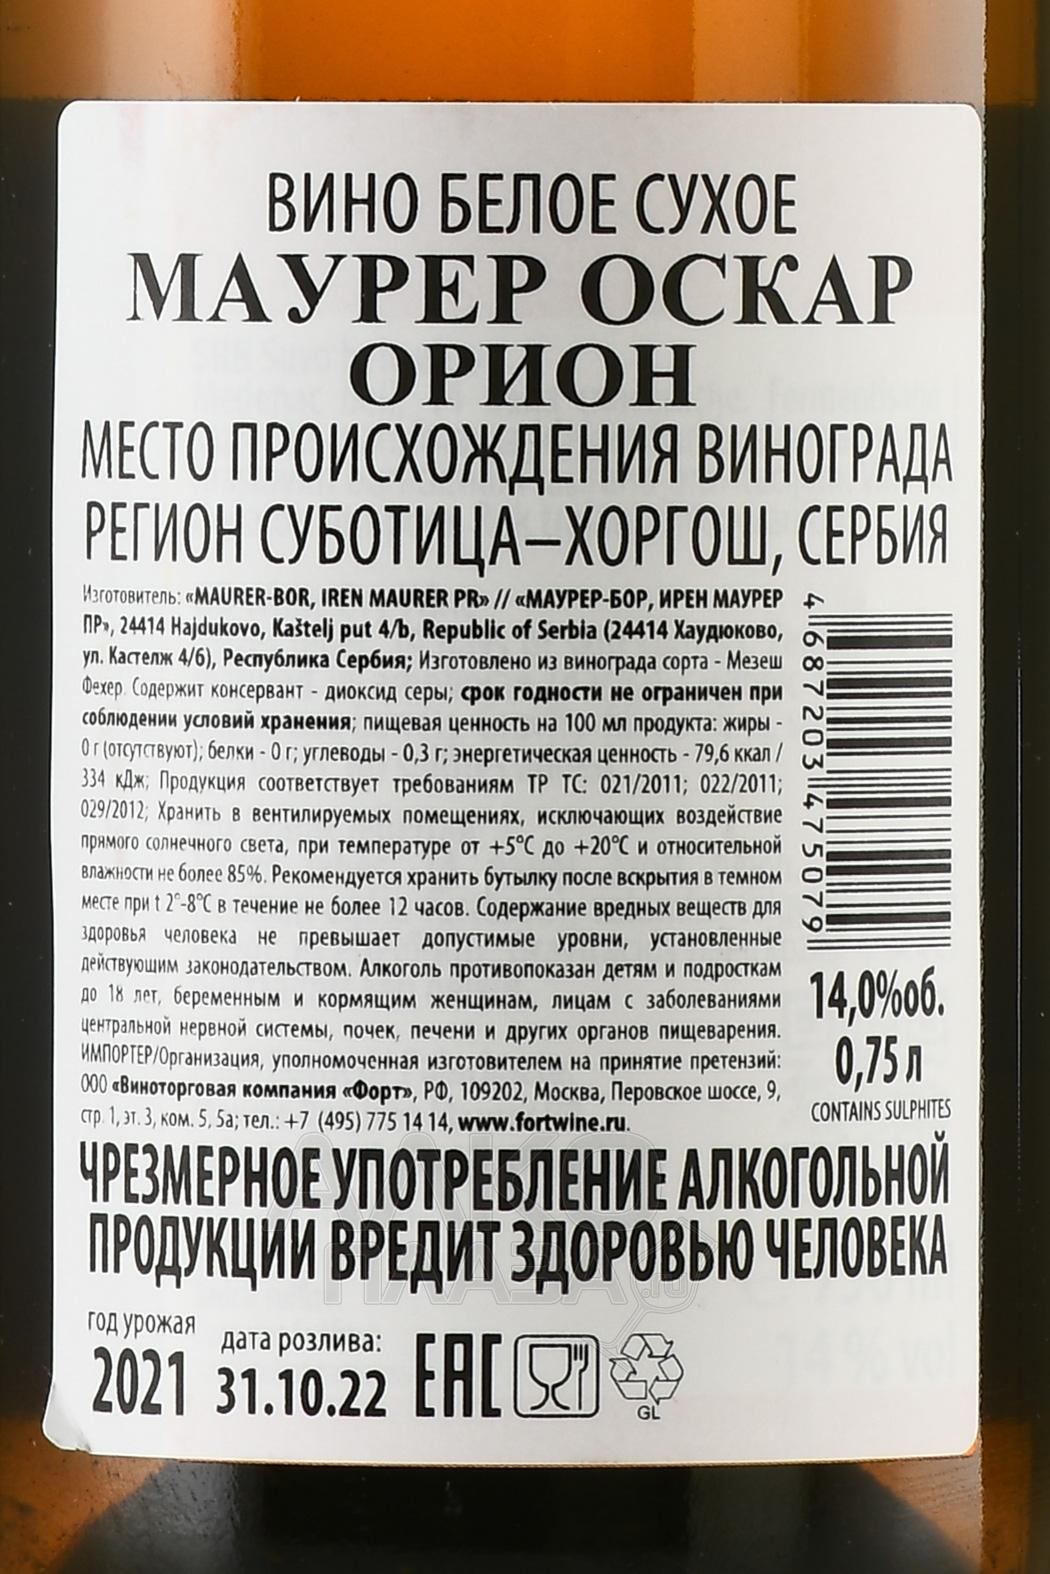 ВИНО БЕЛОЕ СУХОЕ
МАУРЕР ОСКАР
ОРИОН
МЕСТО ПРОИСХОЖДЕНИЯ ВИНОГРАДА
РЕГИОН СУБОТИЦА–ХОРГОШ, СЕРБИЯ
Изготовитель: «MAURER-BOR, IREN MAURER PR» // «МАУРЕР-БОР, ИРЕН МАУРЕР
ПР», 24414 Hajdukovo, Kaštelj put 4/b, Republic of Serbia (24414 Хаудюково,
ул. Кастелж 4/б), Республика Сербия; Изготовлено из винограда сорта - Мезеш
Фехер. Содержит консервант - диоксид серы; срок годности не ограничен при
соблюдении условий хранения; пищевая ценность на 100 мл продукта: жиры -
0 г (отсутствуют); белки - 0 г; углеводы - 0,3 г; энергетическая ценность - 79,6 ккал /
334 кДж; Продукция соответствует требованиям ТР ТС: 021/2011; 022/2011;
029/2012; Хранить в вентилируемых помещениях, исключающих воздействие
прямого солнечного света, при температуре от +5°С до +20°С и относительной
влажности не более 85%. Рекомендуется хранить бутылку после вскрытия в темном
месте при t 2°-8°С в течение не более 12 часов. Содержание вредных веществ для
здоровья человека не превышает допустимые уровни, установленные
действующим законодательством. Алкоголь противопоказан детям и подросткам
до 18 лет, беременным и кормящим женщинам, лицам с заболеваниями
центральной нервной системы, почек, печени и других органов пищеварения.
ИМПОРТЕР/Организация, уполномоченная изготовителем на принятие претензий:
ООО «Виноторговая компания «Форт», РФ, 109202, Москва, Перовское шоссе, 9,
стр. 1, эт. 3, ком. 5, 5а; тел.: +7 (495) 775 14 14, www.fortwine.ru.
4 687203 475079
14,0%об.
0,75 л
CONTAINS SULPHITES
ЧРЕЗМЕРНОЕ УПОТРЕБЛЕНИЕ АЛКОГОЛЬНОЙ
ПРОДУКЦИИ ВРЕДИТ ЗДОРОВЬЮ ЧЕЛОВЕКА
АЛКО
ПЛАЗА.ru
год урожая
2021
дата розлива:
31.10.22
ЕАС
GL